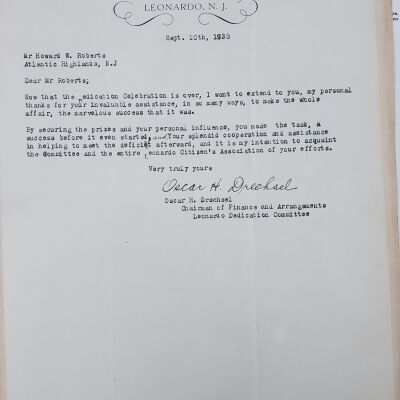 LEONARDO, N. J.
Sept. 10th, 1938
Mr Howard W. Roberts
Atlantic Highlands, N.J
Dear Mr Roberts;
Now that the Dedication Celebration is over, I want to extend to you, my personal
thanks for your invaluable assistance, in so many ways, to make the whole
affair, the marvelous success that it was.
By securing the prizes and your personal influence, you made the task, a
success before it even started, and Your splendid cooperation and assistance
in helping to meet the deficit afterward, and it is my intention to acquaint
the Committee and the entire Leonardo Citizen's Association of your efforts.
Very truly yours
Oscar H. Drechsel
Oscar H. Drechsel
Chairman of Finance and Arrangements
Leonardo Dedication Committee